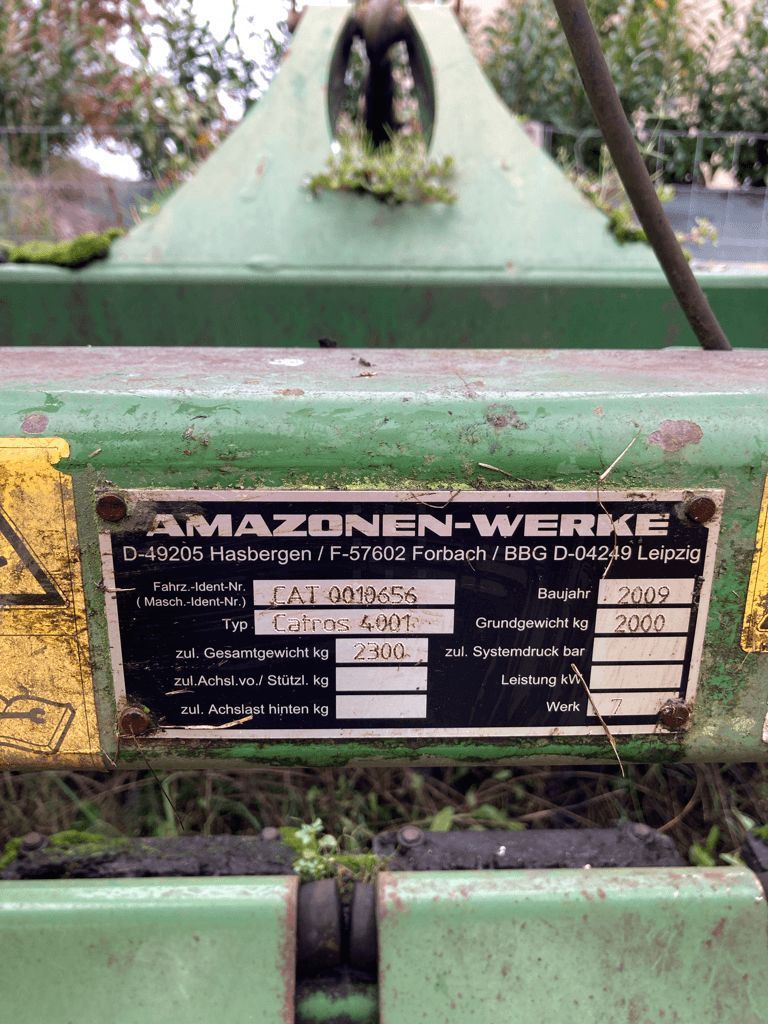 AMAZONEN-WERKE
D-49205 Hasbergen / F-57602 Forbach / BBG D-04249 Leipzig
Fahrz.-Ident-Nr.
( Masch.-Ident-Nr.) CAT 0010656 Baujahr 2009
Typ Catros 4001 Grundgewicht kg 2000
zul. Gesamtgewicht kg 2300 zul. Systemdruck bar
zul.Achsl.vo./ Stützl. kg Leistung kW
zul. Achslast hinten kg Werk 7